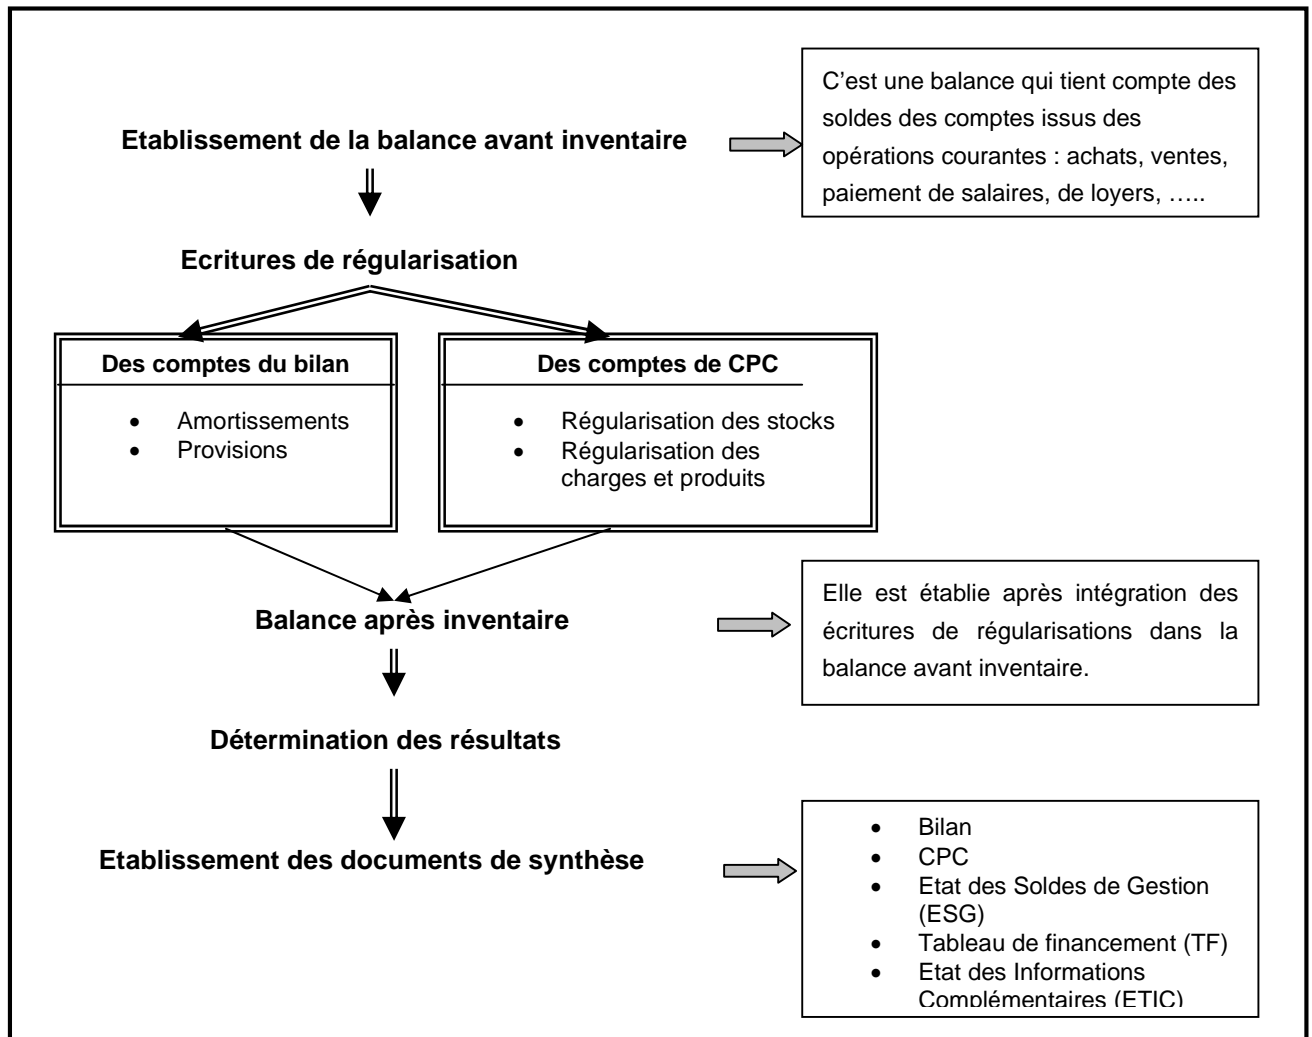 Etablissement de la balance avant inventaire
C’est une balance qui tient compte des
soldes des comptes issus des
opérations courantes : achats, ventes,
paiement de salaires, de loyers, …..
Ecritures de régularisation
Des comptes du bilan
• Amortissements
• Provisions
Des comptes de CPC
• Régularisation des stocks
• Régularisation des
charges et produits
Balance après inventaire
Elle est établie après intégration des
écritures de régularisations dans la
balance avant inventaire.
Détermination des résultats
Etablissement des documents de synthèse
• Bilan
• CPC
• Etat des Soldes de Gestion
(ESG)
• Tableau de financement (TF)
• Etat des Informations
Complémentaires (ETIC)